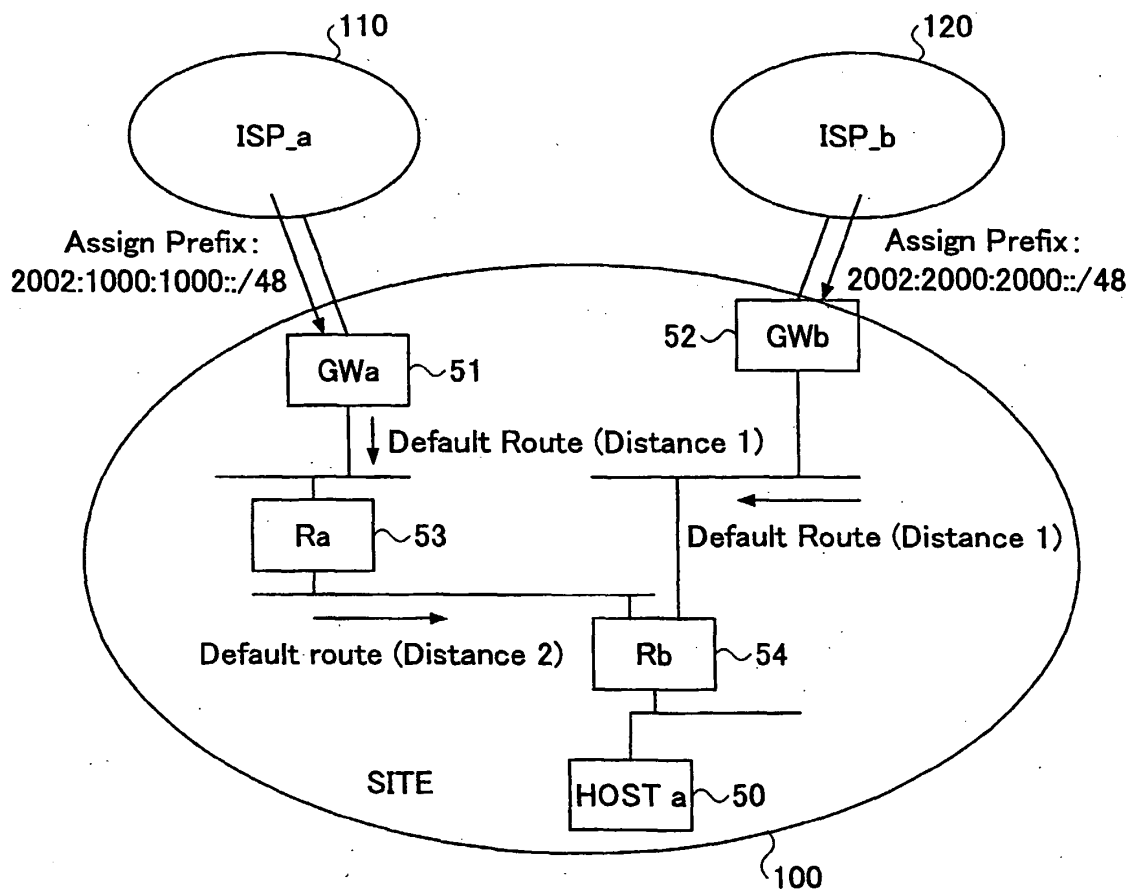 110
120
ISP_a
ISP_b
Assign Prefix:
2002:1000:1000::/48
Assign Prefix:
2002:2000:2000::/48
GWa
51
52
GWb
Default Route (Distance 1)
Ra
53
Default Route (Distance 1)
Default route (Distance 2)
Rb
54
SITE
HOST a
50
100